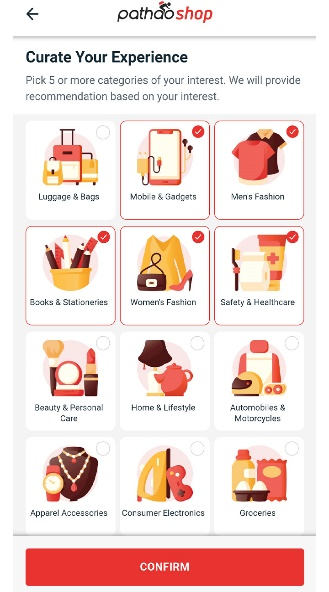 pathao shop
Curate Your Experience
Pick 5 or more categories of your interest. We will provide
recommendation based on your interest.
Luggage & Bags
Mobile & Gadgets
Men's Fashion
Books & Stationeries
Women's Fashion
Safety & Healthcare
Beauty & Personal
Care
Home & Lifestyle
Automobiles &
Motorcycles
Apparel Accessories
Consumer Electronics
Groceries
CONFIRM